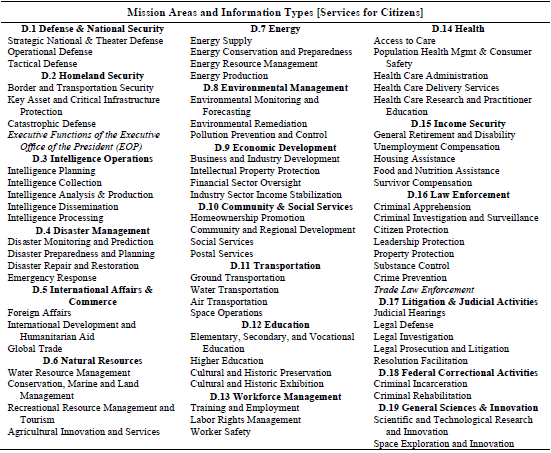 Mission Areas and Information Types [Services for Citizens]
D.1 Defense & National Security
Strategic National & Theater Defense
Operational Defense
Tactical Defense
D.2 Homeland Security
Border and Transportation Security
Key Asset and Critical Infrastructure
Protection
Catastrophic Defense
Executive Functions of the Executive
Office of the President (EOP)
D.3 Intelligence Operations
Intelligence Planning
Intelligence Collection
Intelligence Analysis & Production
Intelligence Dissemination
Intelligence Processing
D.4 Disaster Management
Disaster Monitoring and Prediction
Disaster Preparedness and Planning
Disaster Repair and Restoration
Emergency Response
D.5 International Affairs &
Commerce
Foreign Affairs
International Development and
Humanitarian Aid
Global Trade
D.6 Natural Resources
Water Resource Management
Conservation, Marine and Land
Management
Recreational Resource Management and
Tourism
Agricultural Innovation and Services
D.7 Energy
Energy Supply
Energy Conservation and Preparedness
Energy Resource Management
Energy Production
D.8 Environmental Management
Environmental Monitoring and
Forecasting
Environmental Remediation
Pollution Prevention and Control
D.9 Economic Development
Business and Industry Development
Intellectual Property Protection
Financial Sector Oversight
Industry Sector Income Stabilization
D.10 Community & Social Services
Homeownership Promotion
Community and Regional Development
Social Services
Postal Services
D.11 Transportation
Ground Transportation
Water Transportation
Air Transportation
Space Operations
D.12 Education
Elementary, Secondary, and Vocational
Education
Higher Education
Cultural and Historic Preservation
Cultural and Historic Exhibition
D.13 Workforce Management
Training and Employment
Labor Rights Management
Worker Safety
D.14 Health
Access to Care
Population Health Mgmt & Consumer
Safety
Health Care Administration
Health Care Delivery Services
Health Care Research and Practitioner
Education
D.15 Income Security
General Retirement and Disability
Unemployment Compensation
Housing Assistance
Food and Nutrition Assistance
Survivor Compensation
D.16 Law Enforcement
Criminal Apprehension
Criminal Investigation and Surveillance
Citizen Protection
Leadership Protection
Property Protection
Substance Control
Crime Prevention
Trade Law Enforcement
D.17 Litigation & Judicial Activities
Judicial Hearings
Legal Defense
Legal Investigation
Legal Prosecution and Litigation
Resolution Facilitation
D.18 Federal Correctional Activities
Criminal Incarceration
Criminal Rehabilitation
D.19 General Sciences & Innovation
Scientific and Technological Research
and Innovation
Space Exploration and Innovation